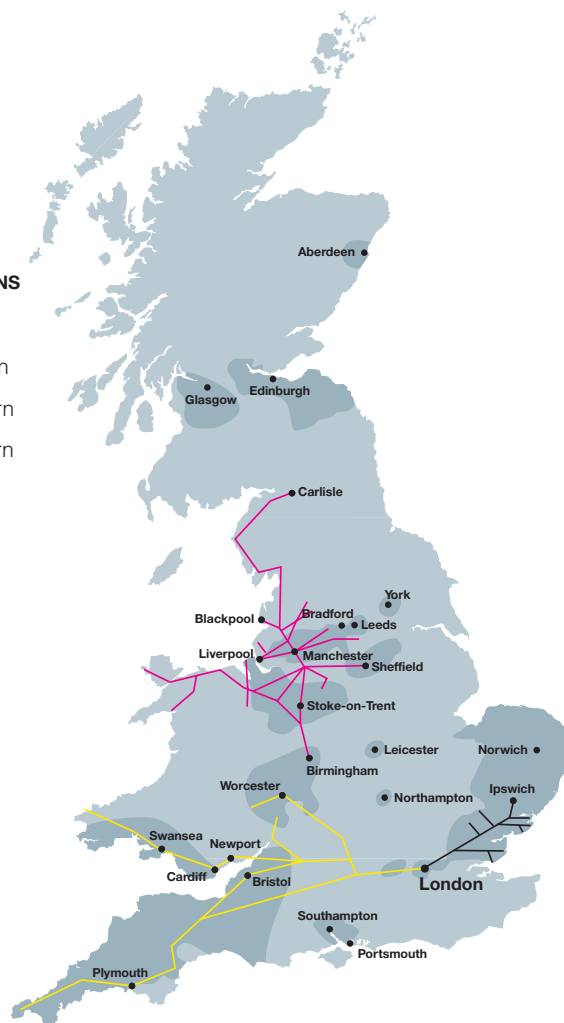 Aberdeen
NS
n
Glasgow
Edinburgh
rn
rn
Carlisle
York
Blackpool
Bradford
Leeds
Liverpool
Manchester
Sheffield
Stoke-on-Trent
Leicester
Norwich
Birmingham
Worcester
Ipswich
Northampton
Swansea
Newport
Cardiff
Bristol
London
Southampton
Portsmouth
Plymouth